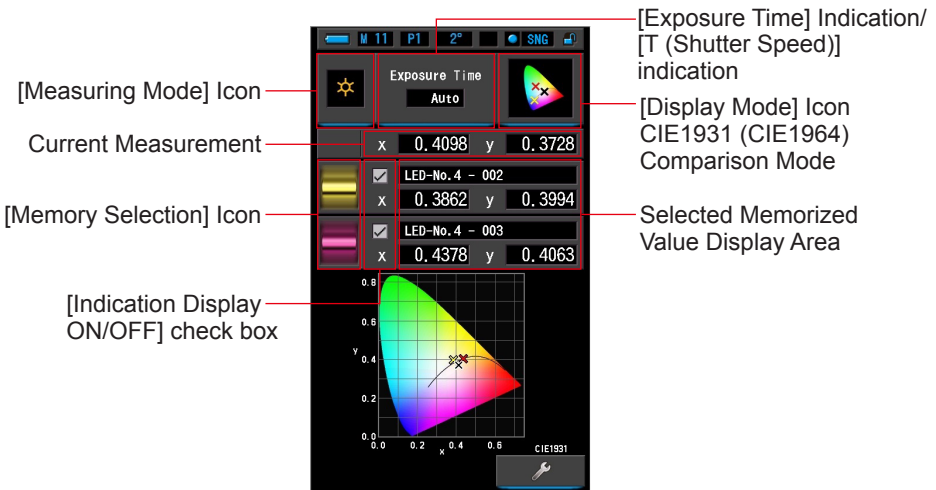 [Exposure Time] Indication/
[T (Shutter Speed)]
indication
M 11 P1 2° SNG
[Measuring Mode] Icon
Exposure Time
Auto
[Display Mode] Icon
CIE1931 (CIE1964)
Comparison Mode
Current Measurement
x 0.4098 y 0.3728
[Memory Selection] Icon
LED-No.4 - 002
x 0.3862 y 0.3994
LED-No.4 - 003
x 0.4378 y 0.4063
Selected Memorized
Value Display Area
[Indication Display
ON/OFF] check box
0.8
0.6
y
0.4
0.2
0.0
0.0 0.2 x 0.4 0.6
CIE1931